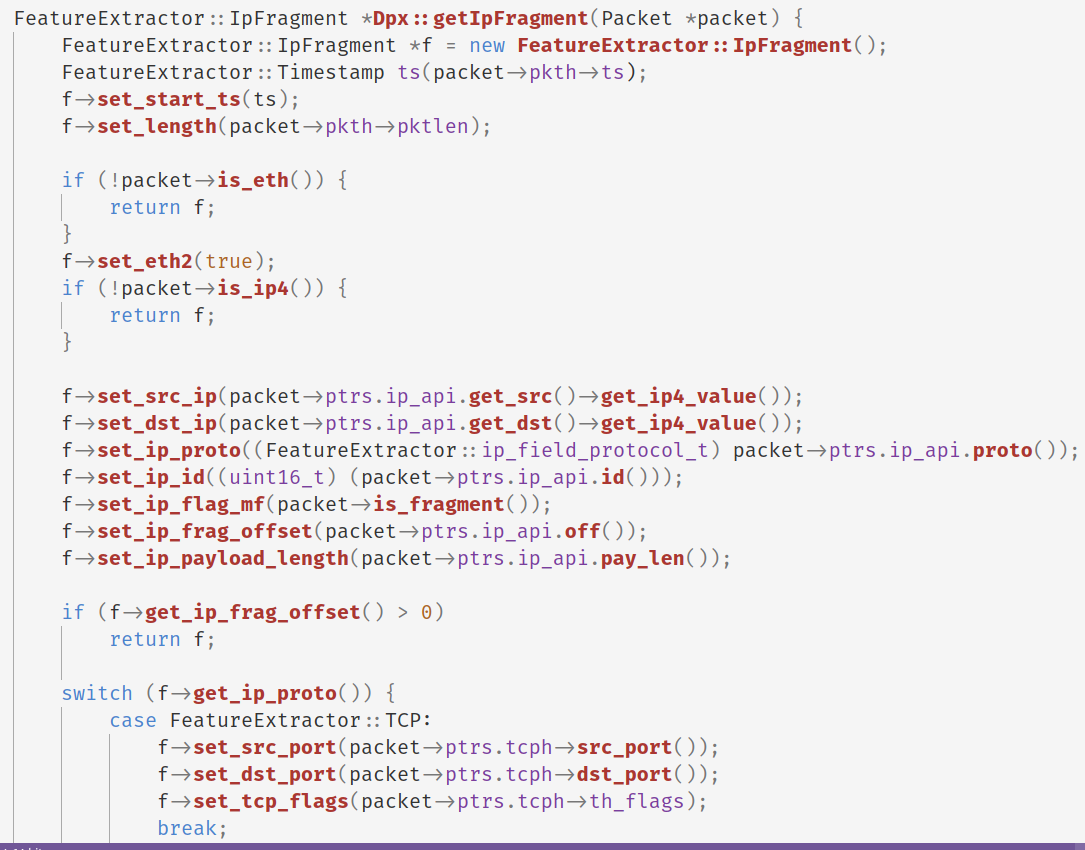 FeatureExtractor::IpFragment *Dpx::getIpFragment(Packet *packet) {
    FeatureExtractor::IpFragment *f = new FeatureExtractor::IpFragment();
    FeatureExtractor::Timestamp ts(packet->pkth->ts);
    f->set_start_ts(ts);
    f->set_length(packet->pkth->pktlen);

    if (!packet->is_eth()) {
        return f;
    }
    f->set_eth2(true);
    if (!packet->is_ip4()) {
        return f;
    }

    f->set_src_ip(packet->ptrs.ip_api.get_src()->get_ip4_value());
    f->set_dst_ip(packet->ptrs.ip_api.get_dst()->get_ip4_value());
    f->set_ip_proto((FeatureExtractor::ip_field_protocol_t) packet->ptrs.ip_api.proto());
    f->set_ip_id((uint16_t) (packet->ptrs.ip_api.id()));
    f->set_ip_flag_mf(packet->is_fragment());
    f->set_ip_frag_offset(packet->ptrs.ip_api.off());
    f->set_ip_payload_length(packet->ptrs.ip_api.pay_len());

    if (f->get_ip_frag_offset() > 0)
        return f;

    switch (f->get_ip_proto()) {
        case FeatureExtractor::TCP:
            f->set_src_port(packet->ptrs.tcph->src_port());
            f->set_dst_port(packet->ptrs.tcph->dst_port());
            f->set_tcp_flags(packet->ptrs.tcph->th_flags);
            break;